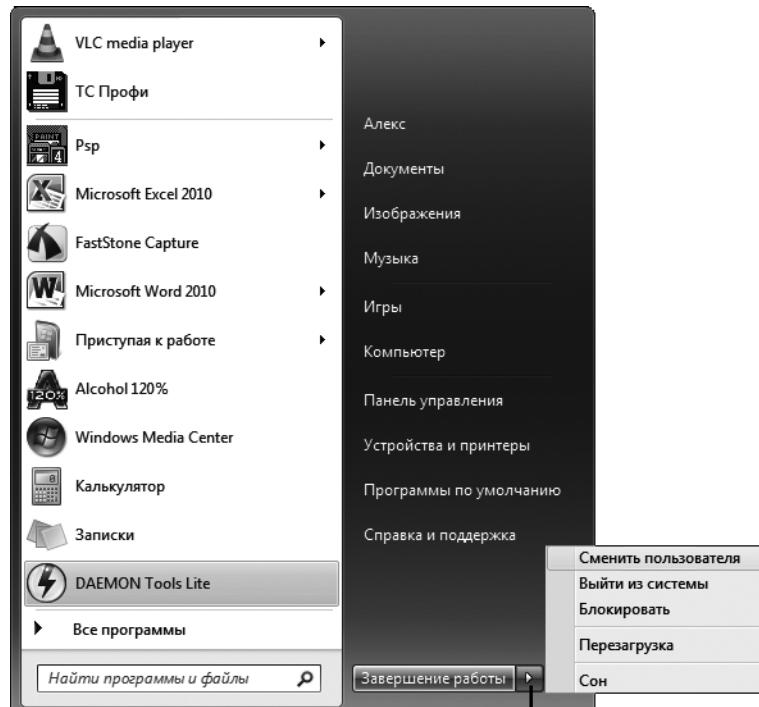 VLC media player
ТС Профи
Psp
Microsoft Excel 2010
FastStone Capture
Microsoft Word 2010
Приступая к работе
Alcohol 120%
Windows Media Center
Калькулятор
Записки
DAEMON Tools Lite
Все программы
Найти программы и файлы
Алекс
Документы
Изображения
Музыка
Игры
Компьютер
Панель управления
Устройства и принтеры
Программы по умолчанию
Справка и поддержка
Завершение работы
Сменить пользователя
Выйти из системы
Блокировать
Перезагрузка
Сон